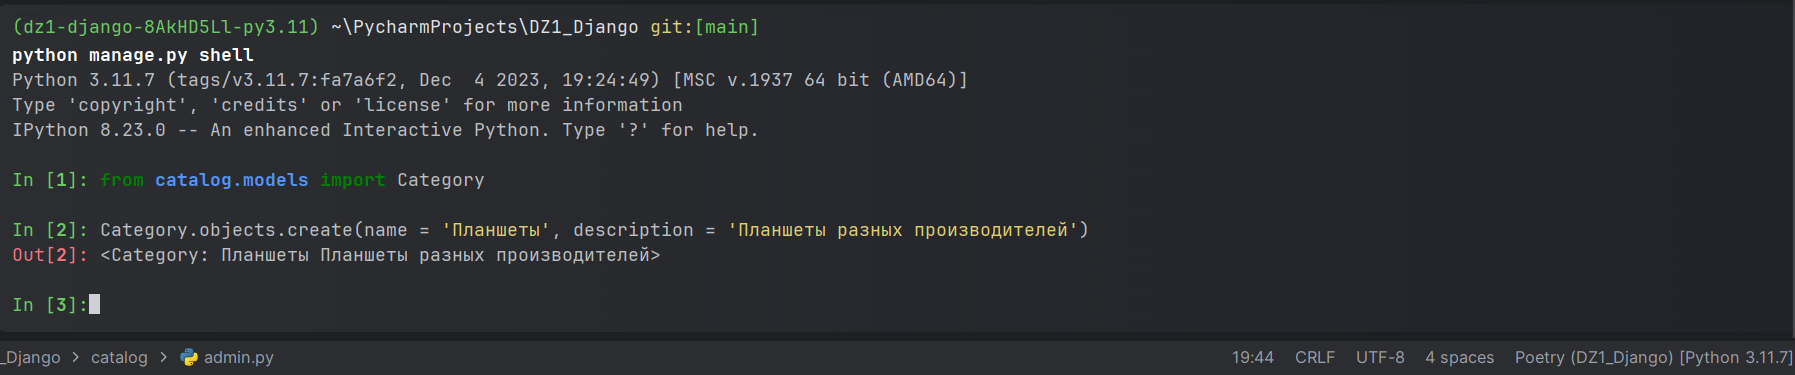 (dz1-django-8AkHD5Ll-py3.11) ~\PycharmProjects\DZ1_Django git:[main]
python manage.py shell
Python 3.11.7 (tags/v3.11.7:fa7a6f2, Dec  4 2023, 19:24:49) [MSC v.1937 64 bit (AMD64)]
Type 'copyright', 'credits' or 'license' for more information
IPython 8.23.0 -- An enhanced Interactive Python. Type '?' for help.
In [1]: from catalog.models import Category
In [2]: Category.objects.create(name = 'Планшеты', description = 'Планшеты разных производителей')
Out[2]: <Category: Планшеты Планшеты разных производителей>
In [3]:
_Django > catalog > admin.py 19:44 CRLF UTF-8 4 spaces Poetry (DZ1_Django) [Python 3.11.7]